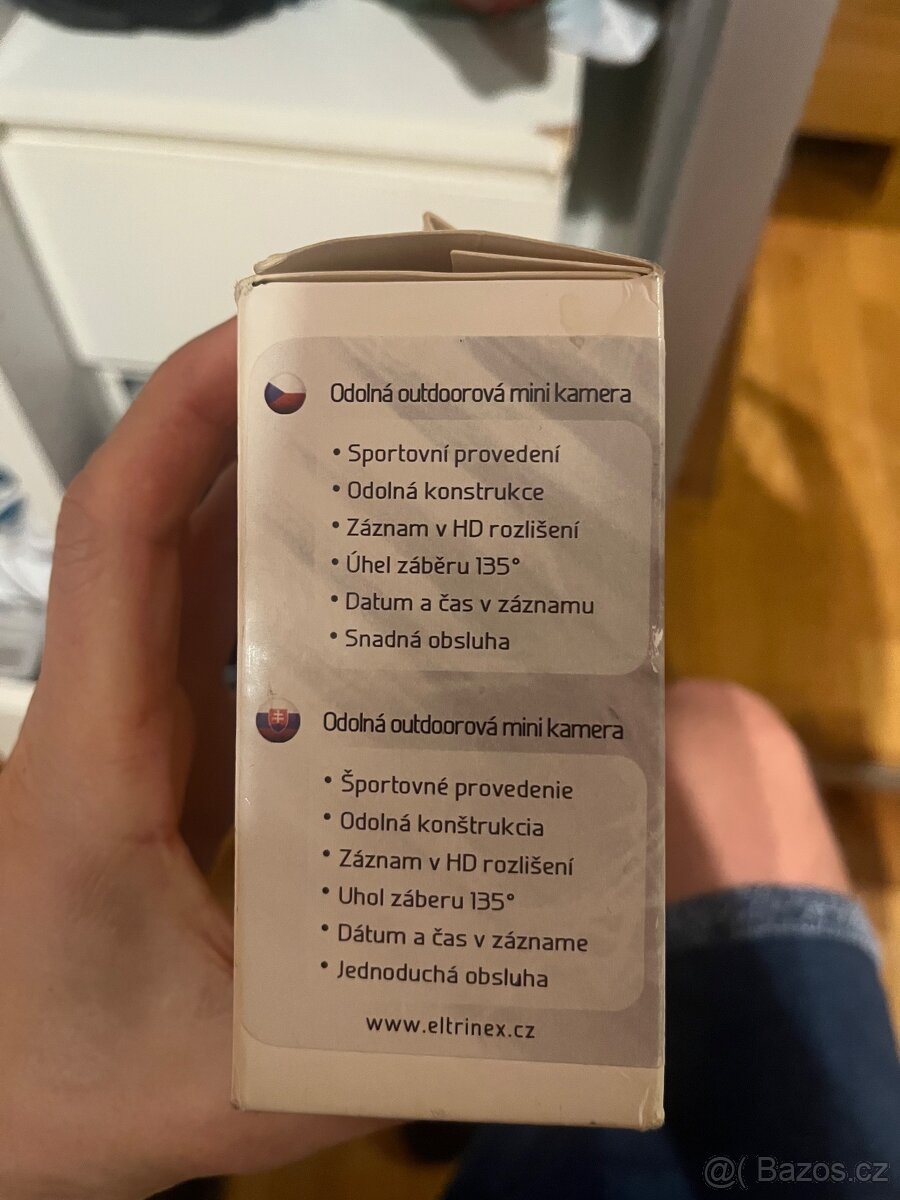 Odolná outdoorová mini kamera
• Sportovní provedení
• Odolná konstrukce
• Záznam v HD rozlišení
• Úhel záběru 135°
• Datum a čas v záznamu
• Snadná obsluha
Odolná outdoorová mini kamera
• Športovné provedenie
• Odolná konštrukcia
• Záznam v HD rozlišení
• Uhol záberu 135°
• Dátum a čas v zázname
• Jednoduchá obsluha
www.eltrinex.cz
@( Bazos.cz